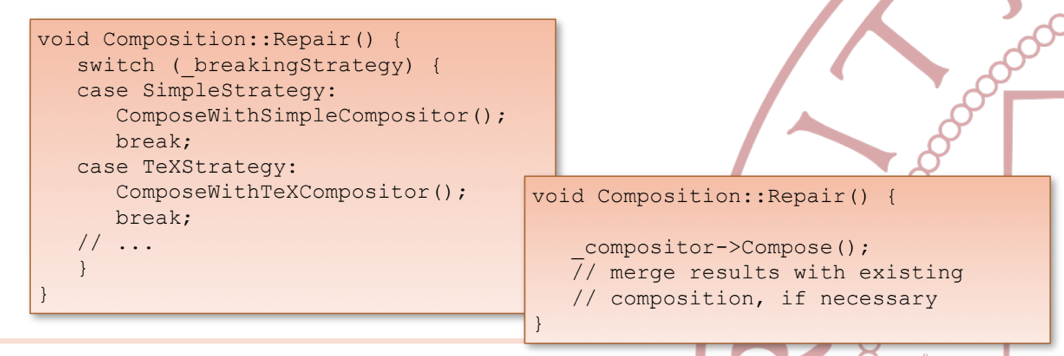 void Composition::Repair() {
switch (_breakingStrategy) {
case SimpleStrategy:
ComposeWithSimpleCompositor();
break;
case TeXStrategy:
ComposeWithTeXCompositor();
break;
// ...
}
}
void Composition::Repair() {
_compositor->Compose();
// merge results with existing
// composition, if necessary
}